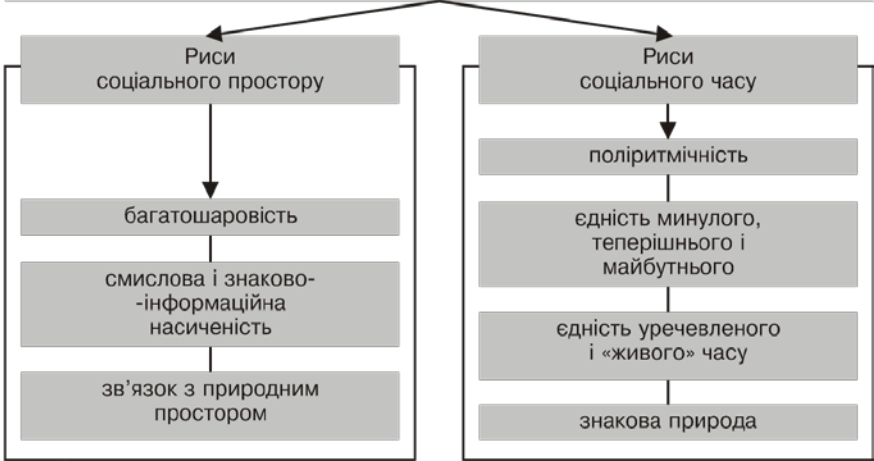 Риси
соціального простору
багатошаровість
смислова і знаково-
-інформаційна
насиченість
зв’язок з природним
простором
Риси
соціального часу
поліритмічність
єдність минулого,
теперішнього і
майбутнього
єдність уречевленого
і «живого» часу
знакова природа